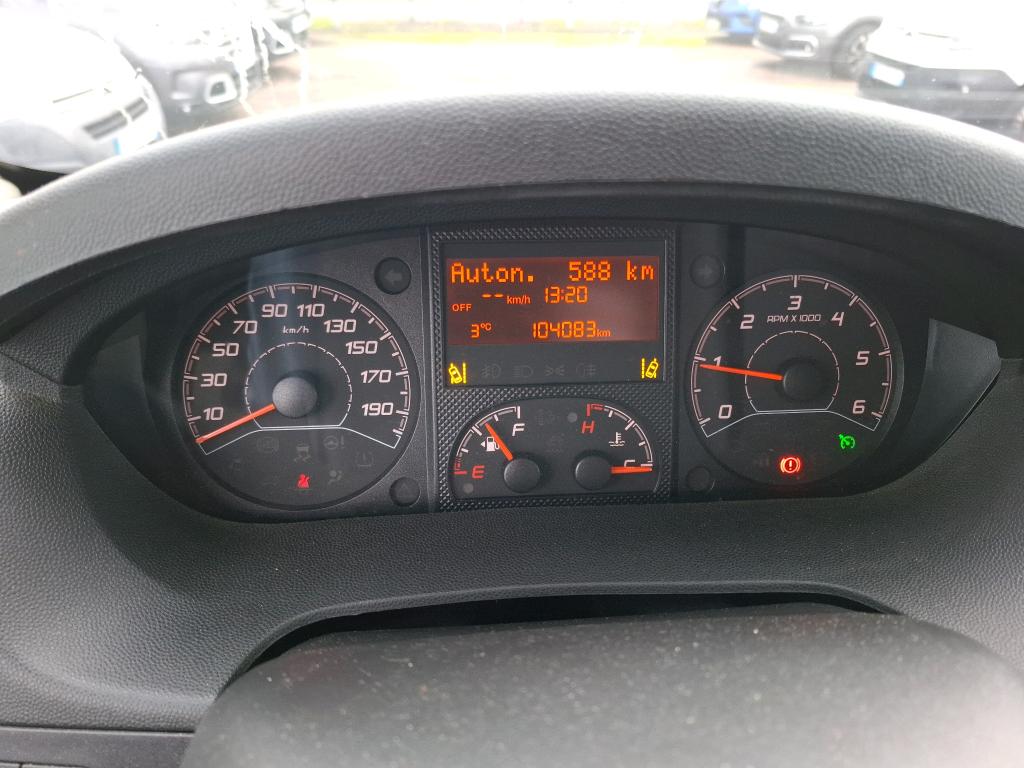 Auton. 588 km
OFF -- km/h 13:20
3°C 104083 km
10 30 50 70 90 110 130 150 170 190
km/h
0 1 2 3 4 5 6
RPM X 1000
E F
H C